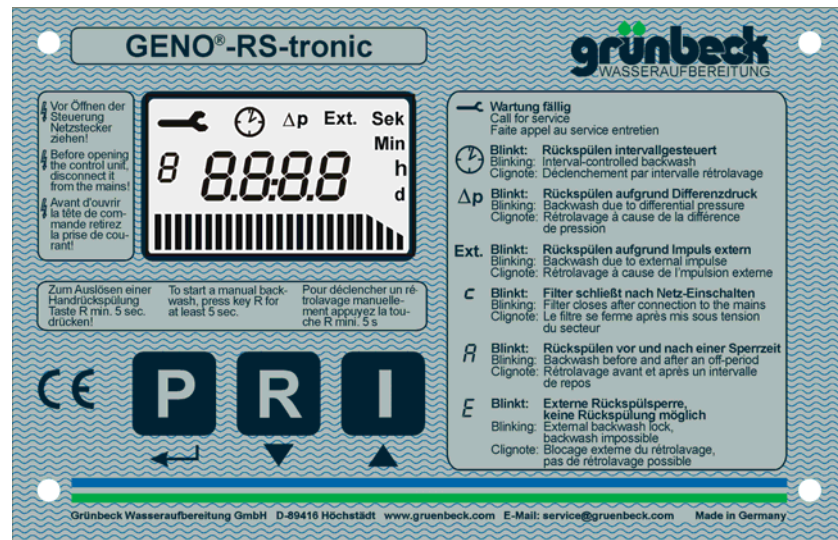 GENO®-RS-tronic
grünbeck
WASSERAUFBEREITUNG
Vor Öffnen der
Steuerung
Netzstecker
ziehen!
Before opening
the control unit,
disconnect it
from the mains!
Avant d'ouvrir
la tête de com-
mande retirez
la prise de cou-
rant!
Δp Ext. Sek
Min
8 8.8:8.8 h
d
Zum Auslösen einer
Handrückspülung
Taste R min. 5 sec.
drücken!
To start a manual back-
wash, press key R for
at least 5 sec.
Pour déclencher un ré-
trolavage manuelle-
ment appuyez la tou-
che R mini. 5 s
CE
P R I
Wartung fällig
Call for service
Faite appel au service entretien
Blinkt: Rückspülen intervallgesteuert
Blinking: Interval-controlled backwash
Clignote: Déclenchement par intervalle rétrolavage
Δp Blinkt: Rückspülen aufgrund Differenzdruck
Blinking: Backwash due to differential pressure
Clignote: Rétrolavage à cause de la différence
de pression
Ext. Blinkt: Rückspülen aufgrund Impuls extern
Blinking: Backwash due to external impulse
Clignote: Rétrolavage à cause de l'impulsion externe
c Blinkt: Filter schließt nach Netz-Einschalten
Blinking: Filter closes after connection to the mains
Clignote: Le filtre se ferme après mis sous tension
du secteur
A Blinkt: Rückspülen vor und nach einer Sperrzeit
Blinking: Backwash before and after an off-period
Clignote: Rétrolavage avant et après un intervalle
de repos
E Blinkt: Externe Rückspülsperre,
keine Rückspülung möglich
Blinking: External backwash lock,
backwash impossible
Clignote: Blocage externe du rétrolavage,
pas de rétrolavage possible
Grünbeck Wasseraufbereitung GmbH D-89416 Höchstädt www.gruenbeck.com E-Mail: service@gruenbeck.com Made in Germany